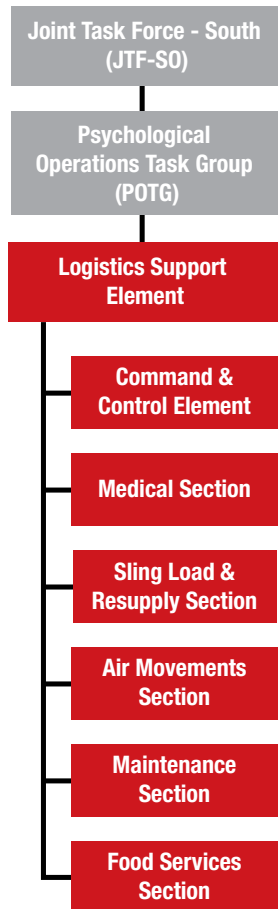 Joint Task Force - South
(JTF-SO)
Psychological
Operations Task Group
(POTG)
Logistics Support
Element
Command &
Control Element
Medical Section
Sling Load &
Resupply Section
Air Movements
Section
Maintenance
Section
Food Services
Section